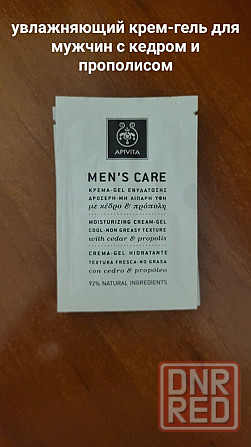 увлажняющий крем-гель для
мужчин с кедром и
прополисом
APIVITA
MEN'S CARE
ΚΡΕΜΑ-GEL ΕΝΥΔΑΤΩΣΗΣ
ΔΡΟΣΕΡΗ-ΜΗ ΛΙΠΑΡΗ ΥΦΗ
με κέδρο & πρόπολη
MOISTURIZING CREAM-GEL
COOL-NON GREASY TEXTURE
with cedar & propolis
CREMA-GEL HIDRATANTE
TEXTURA FRESCA-NO GRASA
con cedro & propóleo
92% NATURAL INGREDIENTS
DNR
RED